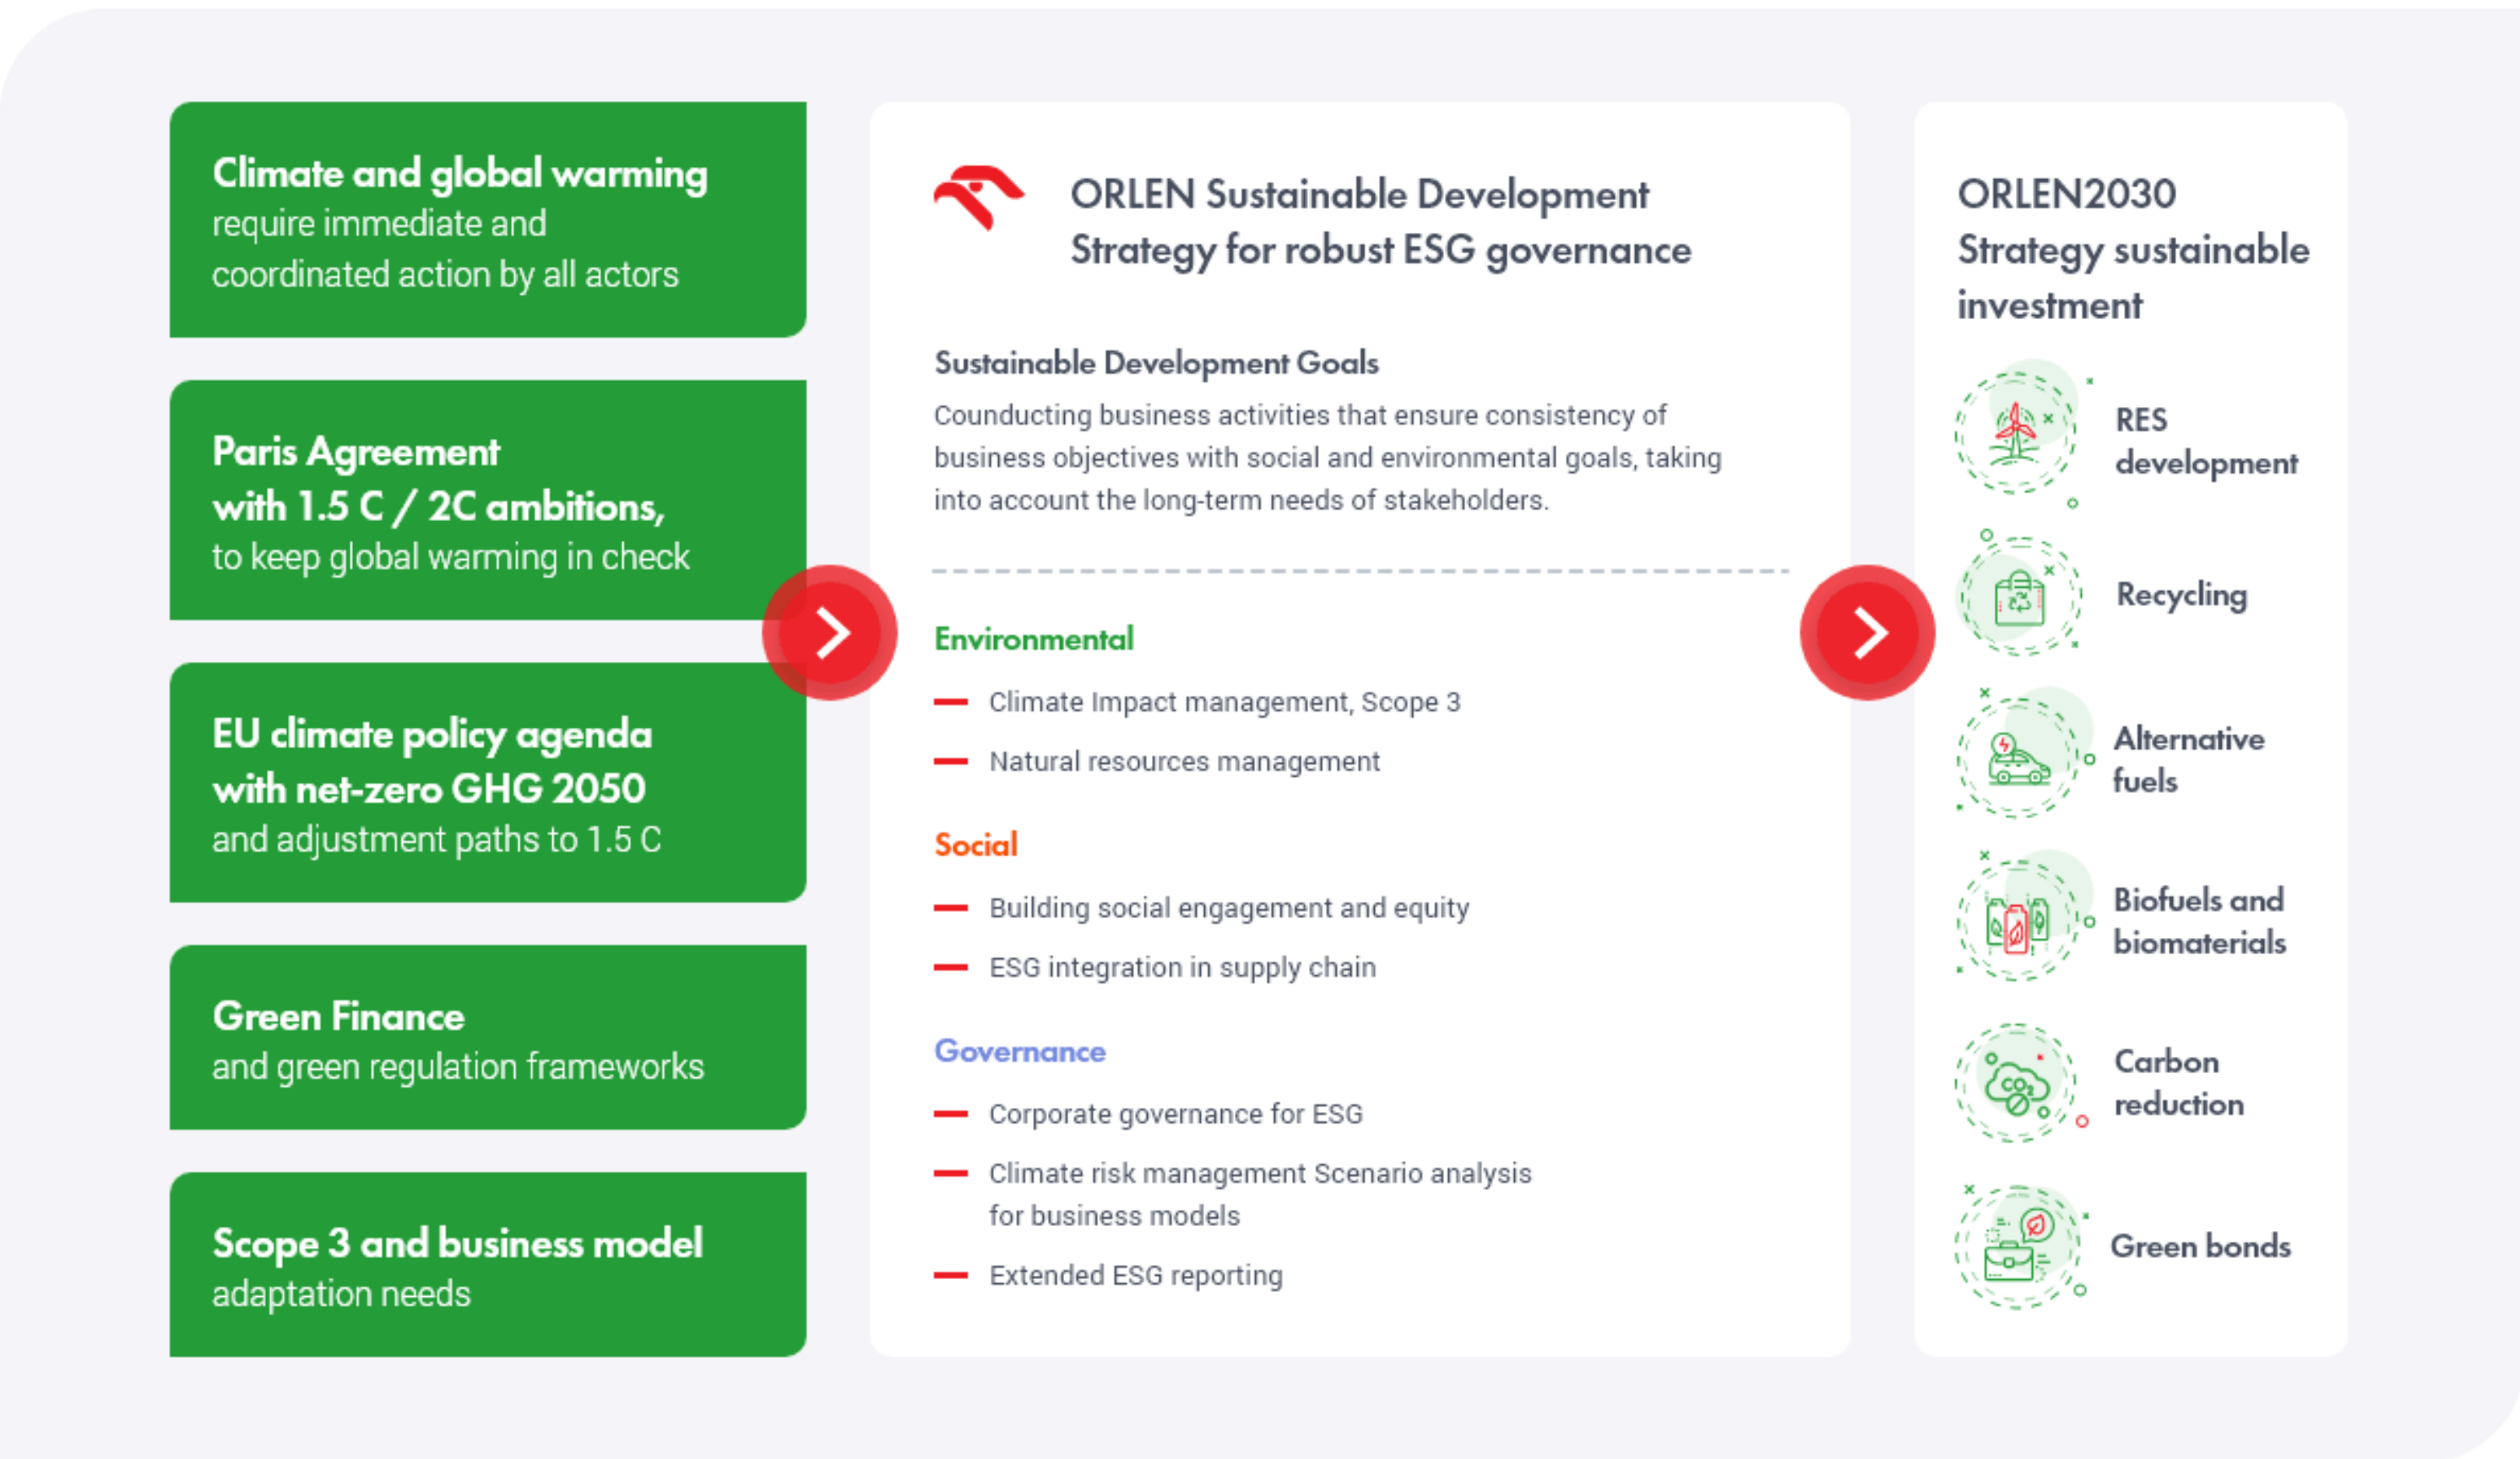 Climate and global warming
require immediate and
coordinated action by all actors
Paris Agreement
with 1.5 C / 2C ambitions,
to keep global warming in check
EU climate policy agenda
with net-zero GHG 2050
and adjustment paths to 1.5 C
Green Finance
and green regulation frameworks
Scope 3 and business model
adaptation needs
ORLEN Sustainable Development
Strategy for robust ESG governance
Sustainable Development Goals
Counducting business activities that ensure consistency of
business objectives with social and environmental goals, taking
into account the long-term needs of stakeholders.
Environmental
Climate Impact management, Scope 3
Natural resources management
Social
Building social engagement and equity
ESG integration in supply chain
Governance
Corporate governance for ESG
Climate risk management Scenario analysis
for business models
Extended ESG reporting
ORLEN2030
Strategy sustainable
investment
RES
development
Recycling
Alternative
fuels
Biofuels and
biomaterials
CO2
Carbon
reduction
Green bonds